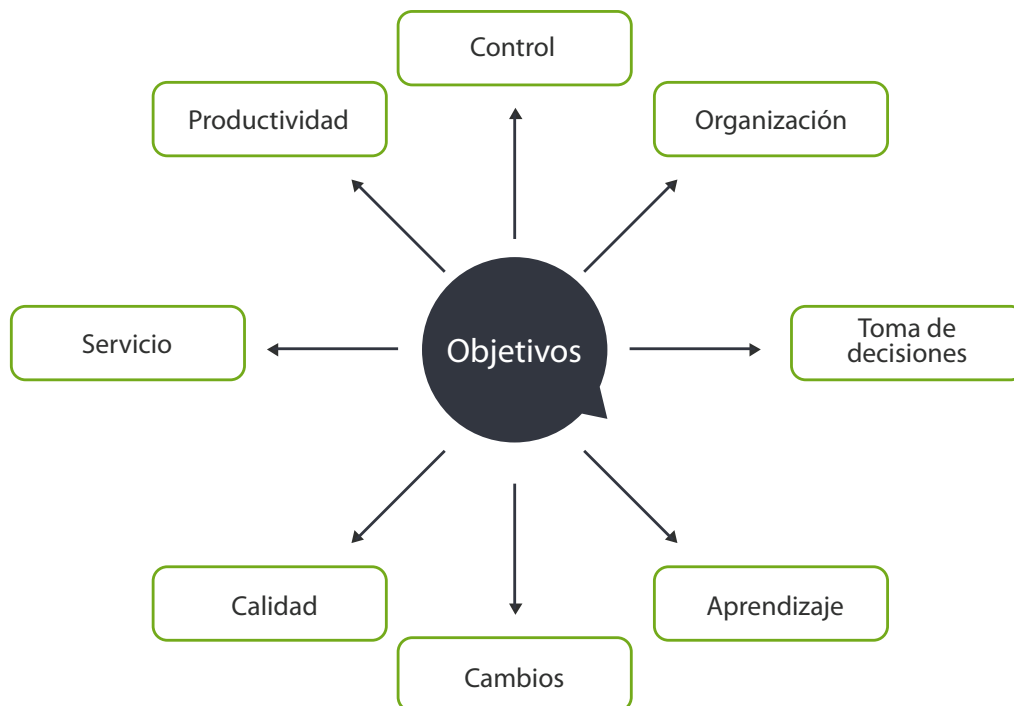 Control
Productividad
Organización
Servicio
Objetivos
Toma de
decisiones
Calidad
Aprendizaje
Cambios